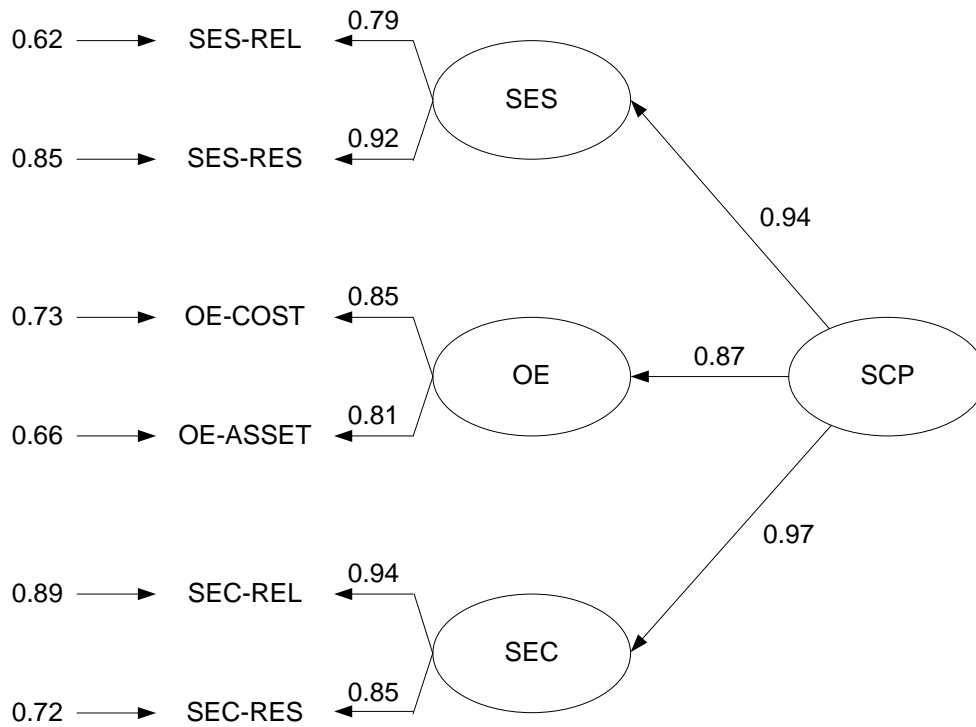 0.62 SES-REL 0.79
SES
0.85 SES-RES 0.92
0.94
0.73 OE-COST 0.85
OE 0.87 SCP
0.66 OE-ASSET 0.81
0.97
0.89 SEC-REL 0.94
SEC
0.72 SEC-RES 0.85